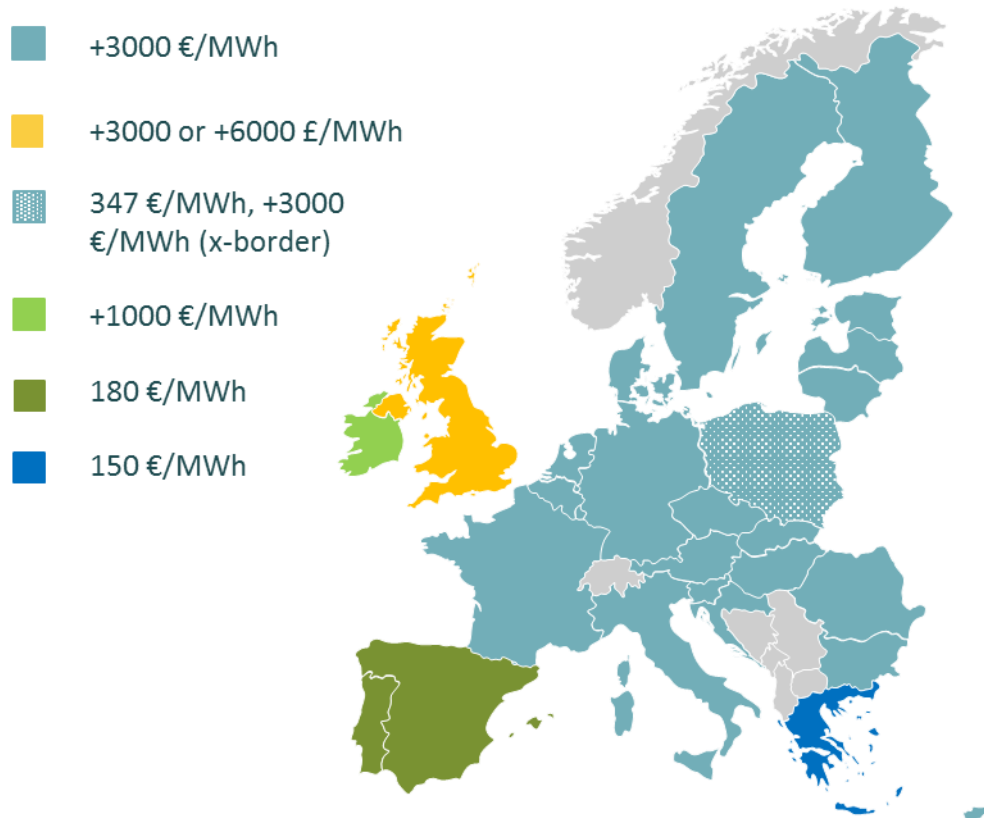 +3000 €/MWh
+3000 or +6000 £/MWh
347 €/MWh, +3000
€/MWh (x-border)
+1000 €/MWh
180 €/MWh
150 €/MWh